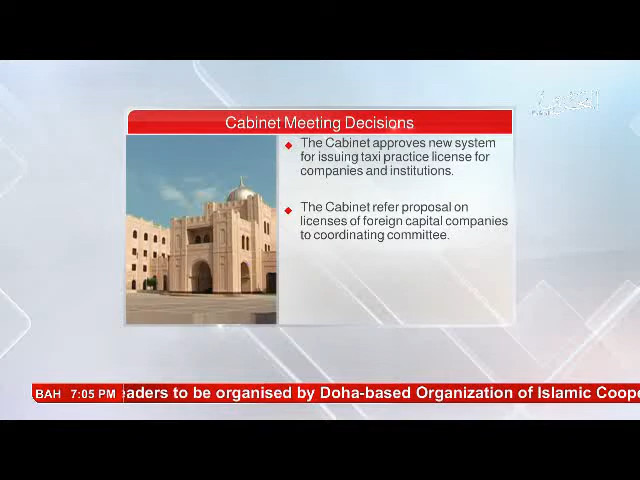 Cabinet Meeting Decisions
The Cabinet approves new system
for issuing taxi practice license for
companies and institutions.
The Cabinet refer proposal on
licenses of foreign capital companies
to coordinating committee.
BAH 7:05 PM
aders to be organised by Doha-based Organization of Islamic Coope